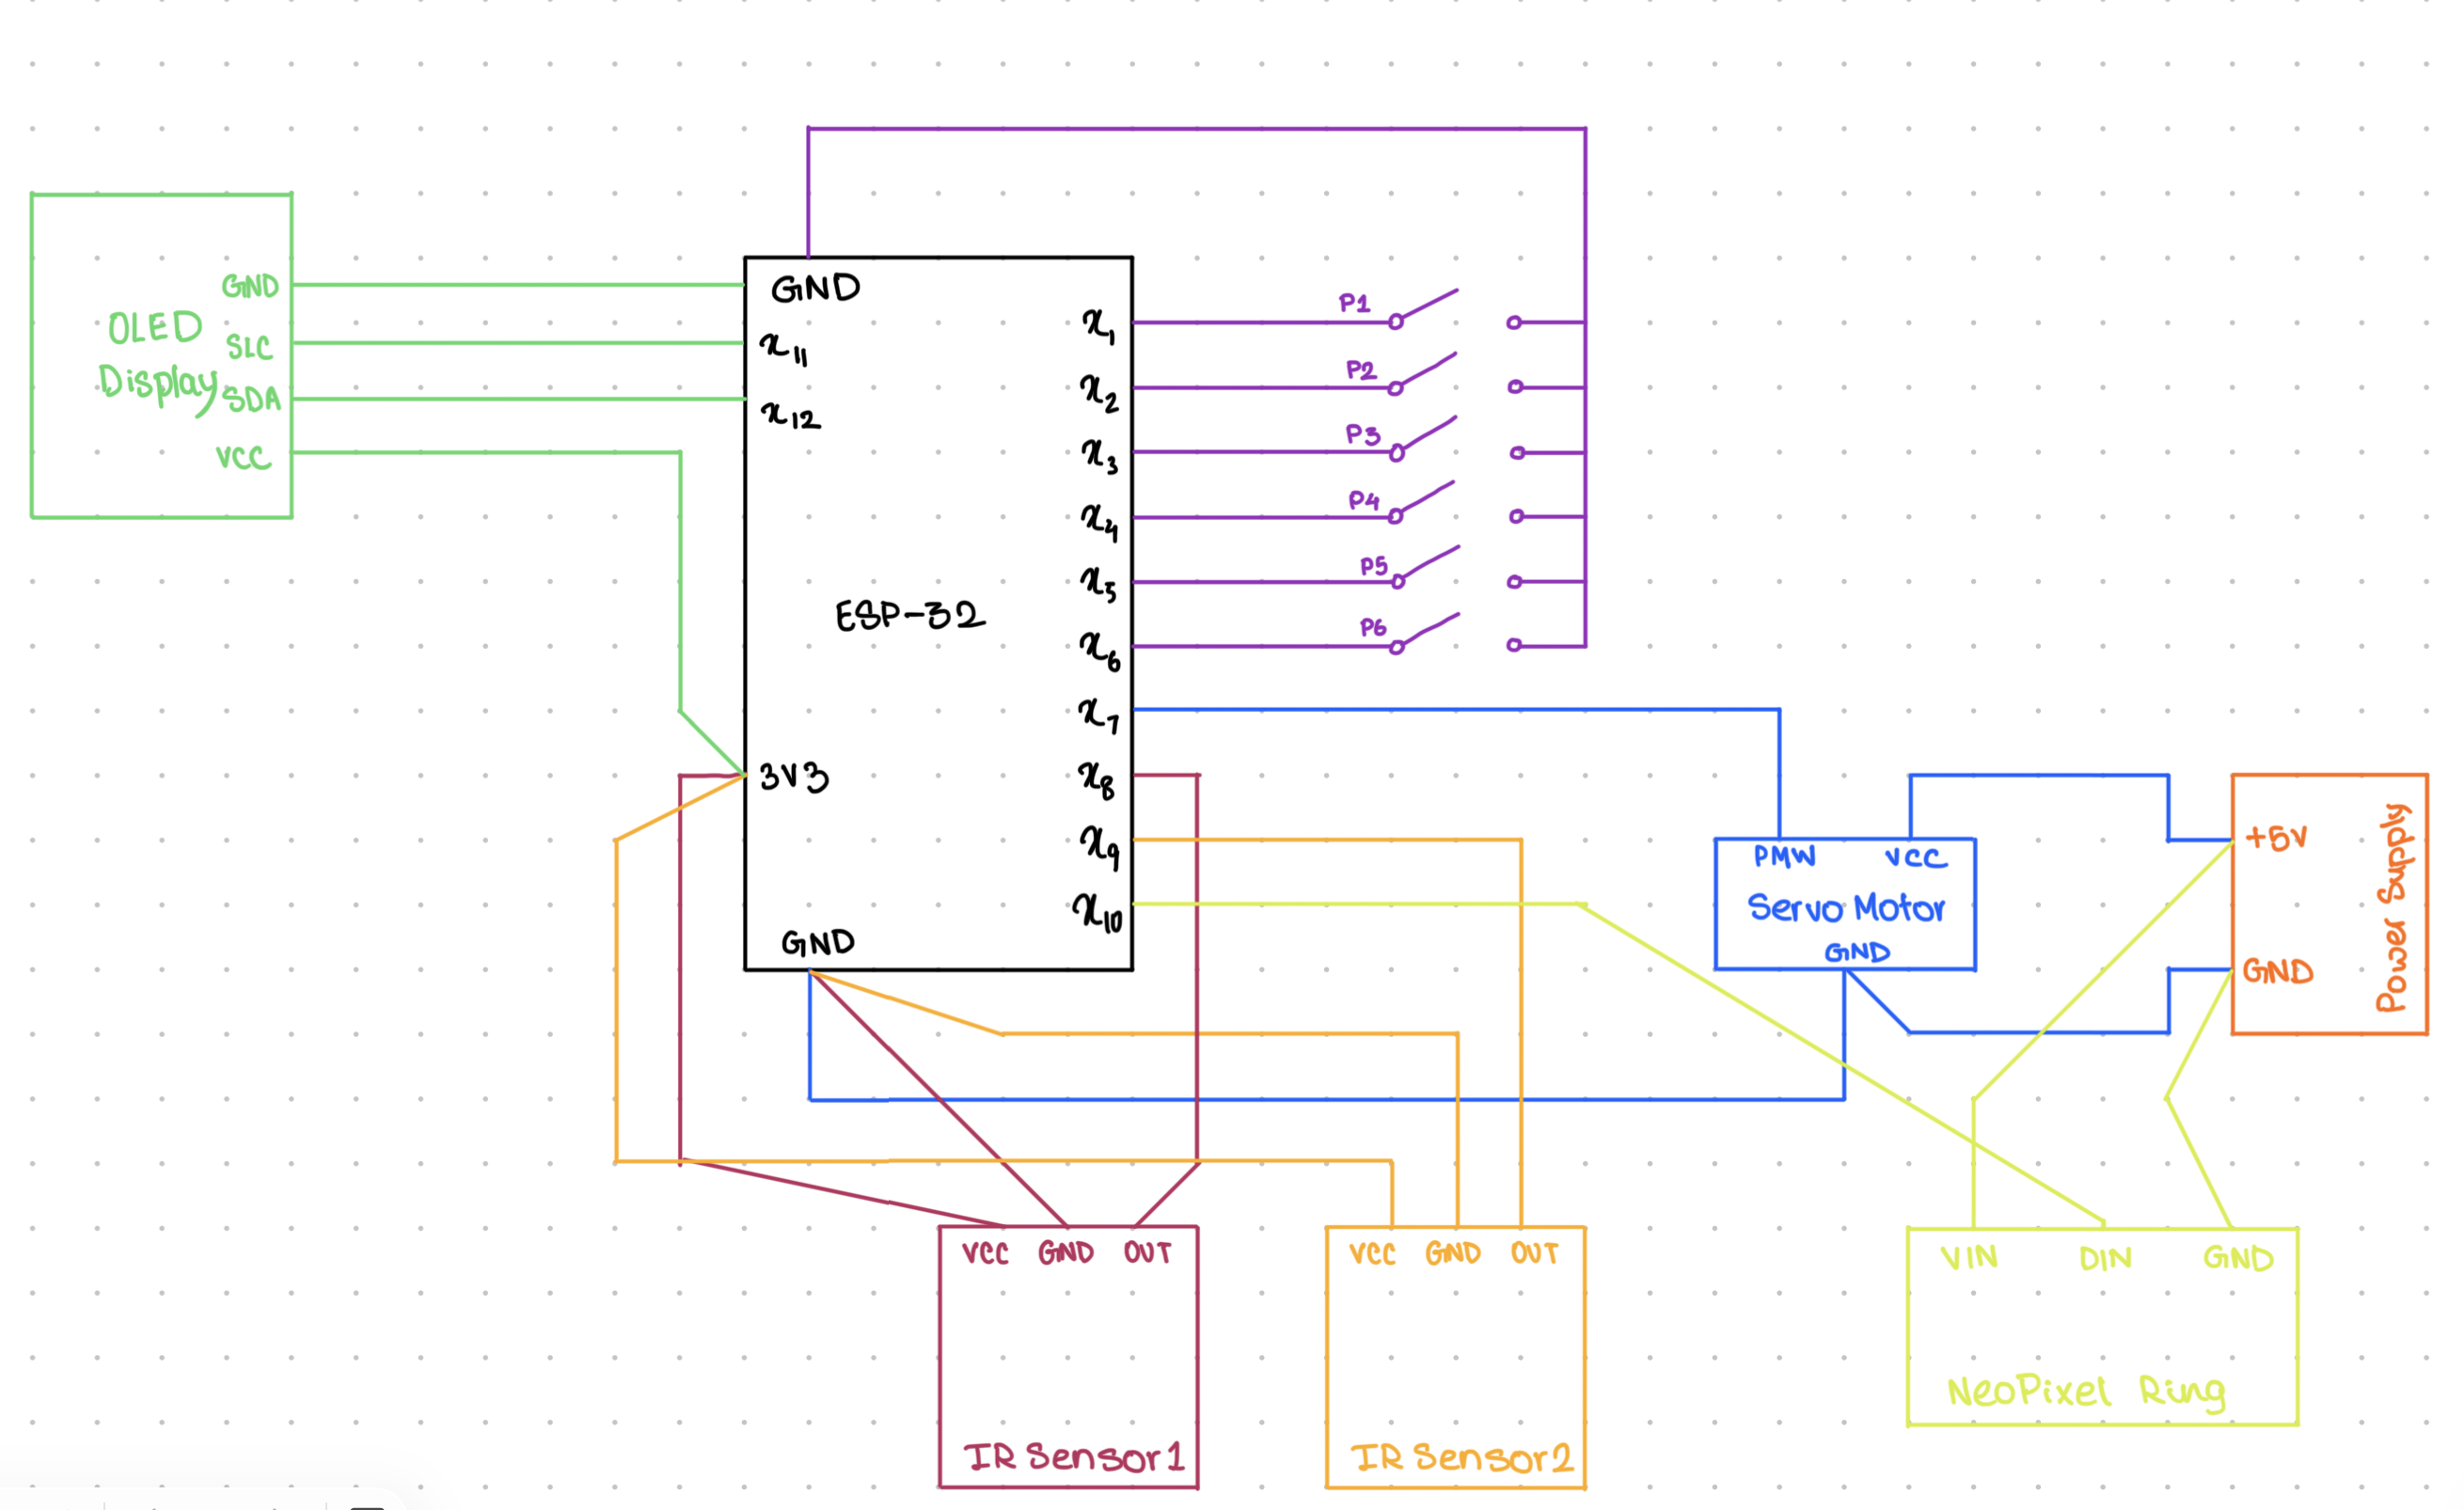 OLED
Display
GND
SLC
SDA
VCC
GND
x11
x12
3V3
GND
ESP-32
x1
x2
x3
x4
x5
x6
x7
x8
x9
x10
P1
P2
P3
P4
P5
P6
PMW VCC
Servo Motor
GND
+5V
GND
Power Supply
VCC GND OUT
IR Sensor1
VCC GND OUT
IR Sensor2
VIN DIN GND
NeoPixel Ring